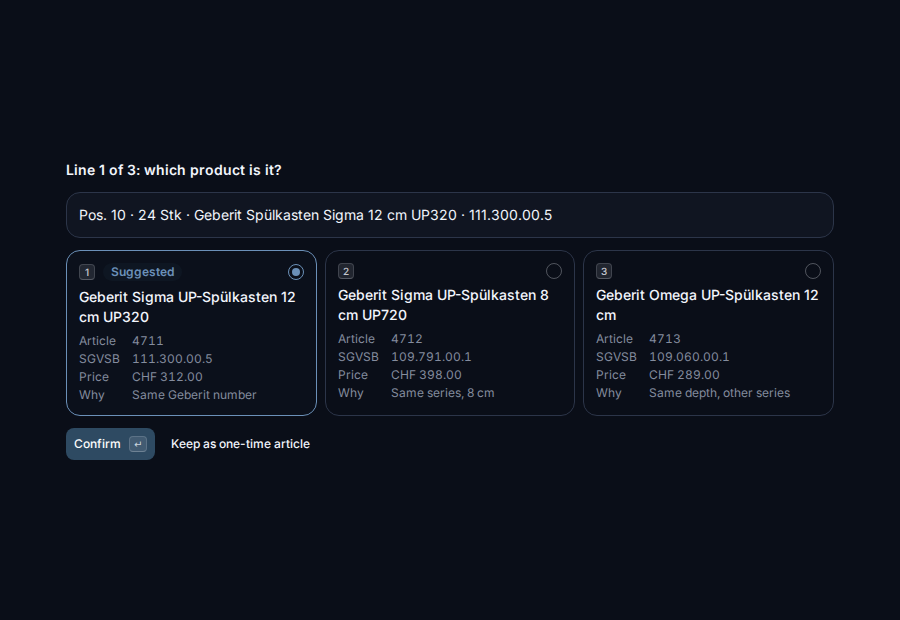 Line 1 of 3: which product is it?
Pos. 10 · 24 Stk · Geberit Spülkasten Sigma 12 cm UP320 · 111.300.00.5
1 Suggested
Geberit Sigma UP-Spülkasten 12
cm UP320
Article 4711
SGVSB 111.300.00.5
Price CHF 312.00
Why Same Geberit number
2
Geberit Sigma UP-Spülkasten 8
cm UP720
Article 4712
SGVSB 109.791.00.1
Price CHF 398.00
Why Same series, 8 cm
3
Geberit Omega UP-Spülkasten 12
cm
Article 4713
SGVSB 109.060.00.1
Price CHF 289.00
Why Same depth, other series
Confirm ↵
Keep as one-time article